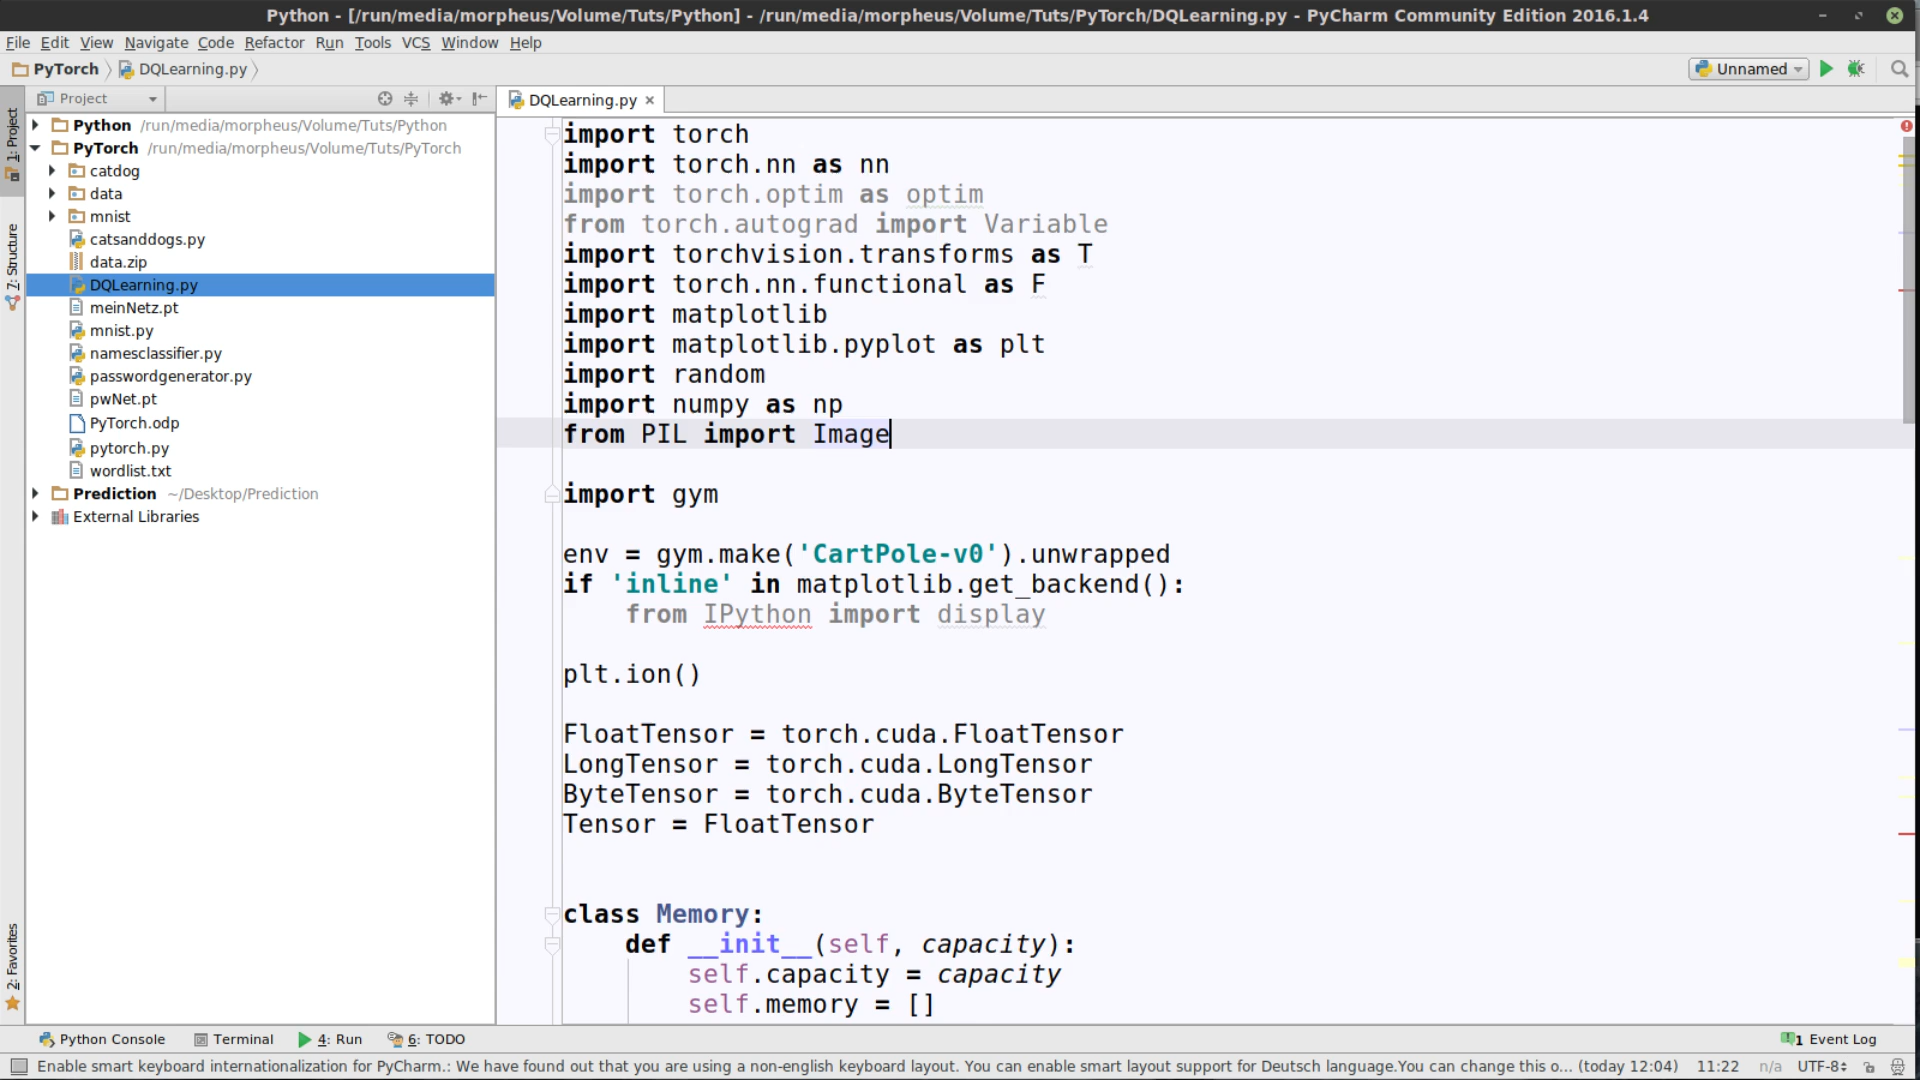 Python - [/run/media/morpheus/Volume/Tuts/Python] - /run/media/morpheus/Volume/Tuts/PyTorch/DQLearning.py - PyCharm Community Edition 2016.1.4
File Edit View Navigate Code Refactor Run Tools VCS Window Help
PyTorch DQLearning.py Unnamed
Project
DQLearning.py
1: Project
7: Structure
2: Favorites
Python /run/media/morpheus/Volume/Tuts/Python
PyTorch /run/media/morpheus/Volume/Tuts/PyTorch
catdog
data
mnist
catsanddogs.py
data.zip
DQLearning.py
meinNetz.pt
mnist.py
namesclassifier.py
passwordgenerator.py
pwNet.pt
PyTorch.odp
pytorch.py
wordlist.txt
Prediction ~/Desktop/Prediction
External Libraries
import torch
import torch.nn as nn
import torch.optim as optim
from torch.autograd import Variable
import torchvision.transforms as T
import torch.nn.functional as F
import matplotlib
import matplotlib.pyplot as plt
import random
import numpy as np
from PIL import Image
import gym
env = gym.make('CartPole-v0').unwrapped
if 'inline' in matplotlib.get_backend():
from IPython import display
plt.ion()
FloatTensor = torch.cuda.FloatTensor
LongTensor = torch.cuda.LongTensor
ByteTensor = torch.cuda.ByteTensor
Tensor = FloatTensor
class Memory:
def __init__(self, capacity):
self.capacity = capacity
self.memory = []
Python Console Terminal 4: Run 6: TODO 1 Event Log
Enable smart keyboard internationalization for PyCharm.: We have found out that you are using a non-english keyboard layout. You can enable smart layout support for Deutsch language.You can change this o... (today 12:04) 11:22 n/a UTF-8